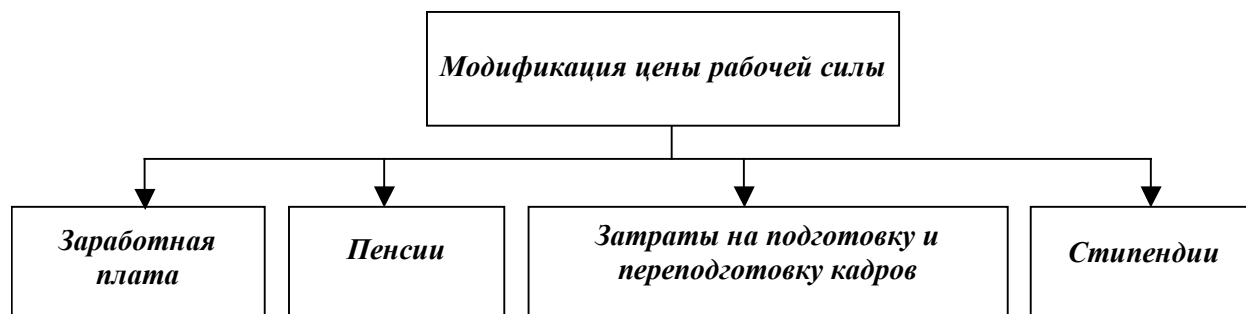 Модификация цены рабочей силы
Заработная
плата
Пенсии
Затраты на подготовку и
переподготовку кадров
Стипендии